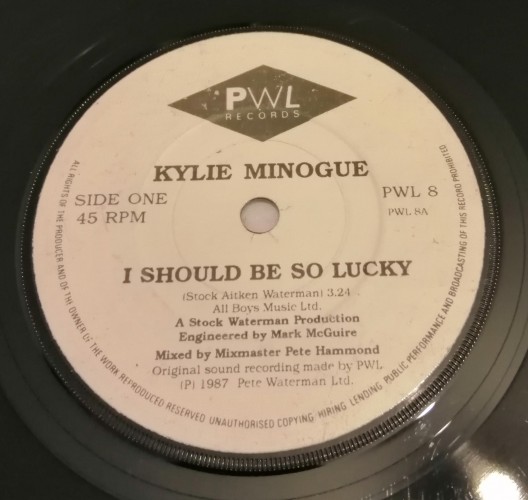 PWL
RECORDS
KYLIE MINOGUE
SIDE ONE
45 RPM
PWL 8
PWL 8A
I SHOULD BE SO LUCKY
(Stock Aitken Waterman) 3.24
All Boys Music Ltd.
A Stock Waterman Production
Engineered by Mark McGuire
Mixed by Mixmaster Pete Hammond
Original sound recording made by PWL
(P) 1987 Pete Waterman Ltd.
ALL RIGHTS OF THE PRODUCER AND OF THE OWNER OF THE WORK REPRODUCED RESERVED UNAUTHORISED COPYING HIRING LENDING PUBLIC PERFORMANCE AND BROADCASTING OF THIS RECORD PROHIBITED